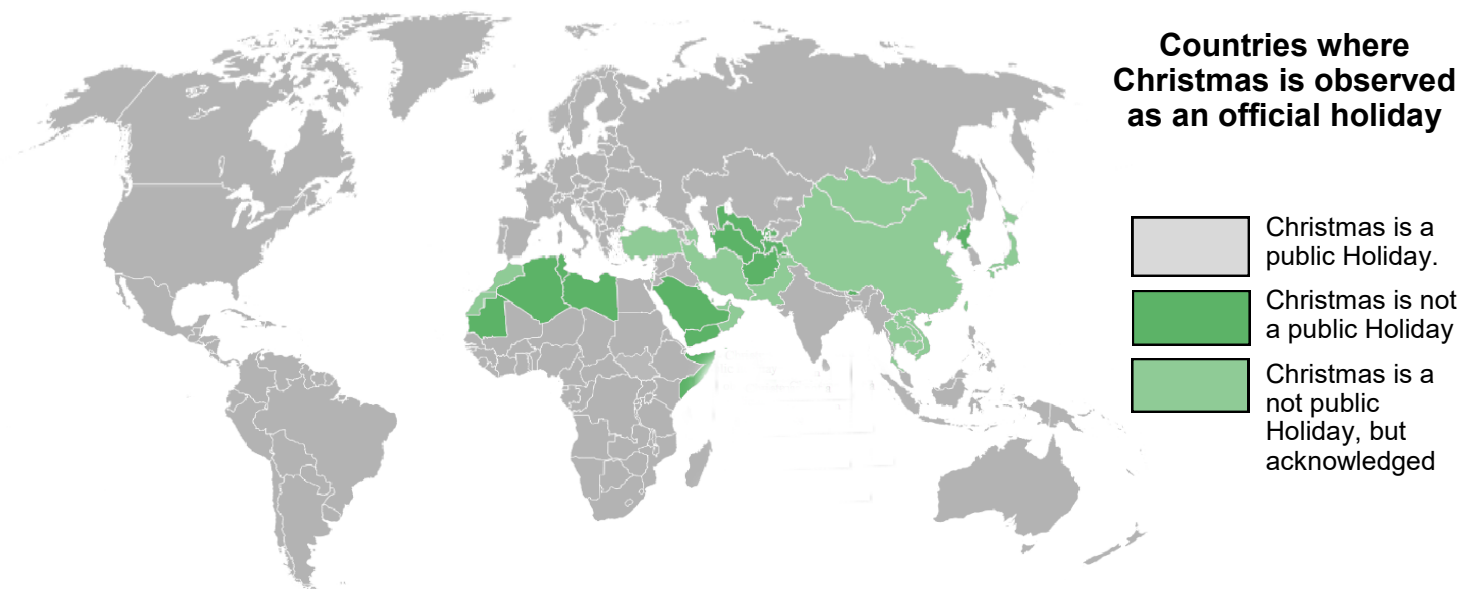 Countries where
Christmas is observed
as an official holiday
Christmas is a
public Holiday.
Christmas is not
a public Holiday
Christmas is a
not public
Holiday, but
acknowledged